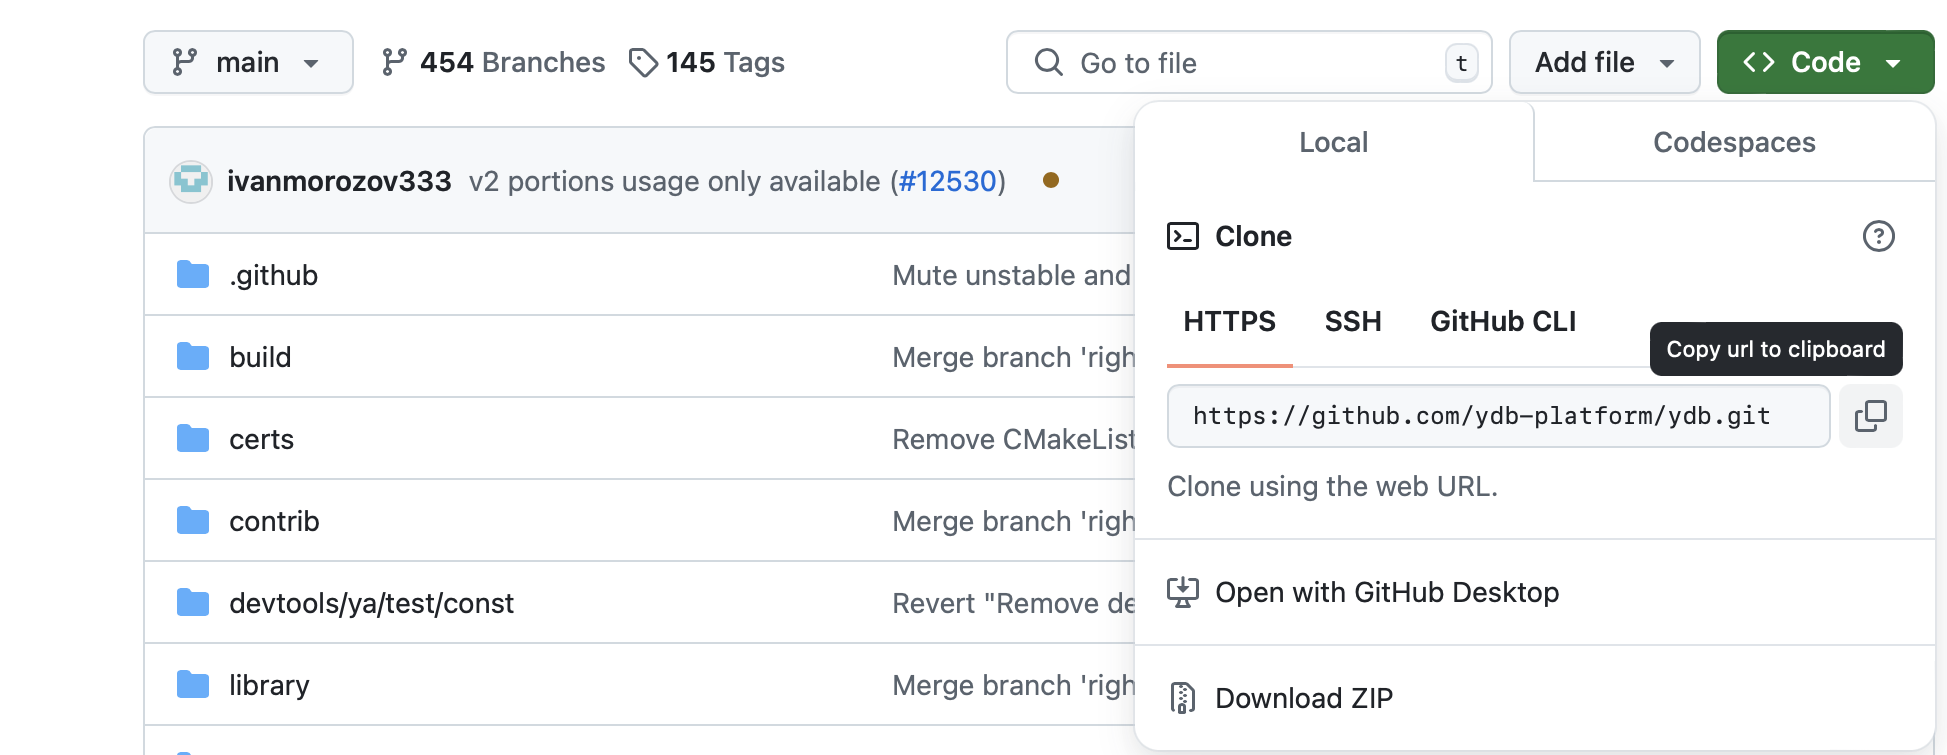 main 454 Branches 145 Tags Go to file t Add file <> Code
ivanmorozov333 v2 portions usage only available (#12530)
.github Mute unstable and
build Merge branch 'righ
certs Remove CMakeList
contrib Merge branch 'righ
devtools/ya/test/const Revert "Remove de
library Merge branch 'righ
Local Codespaces
Clone
HTTPS SSH GitHub CLI
Copy url to clipboard
https://github.com/ydb-platform/ydb.git
Clone using the web URL.
Open with GitHub Desktop
Download ZIP